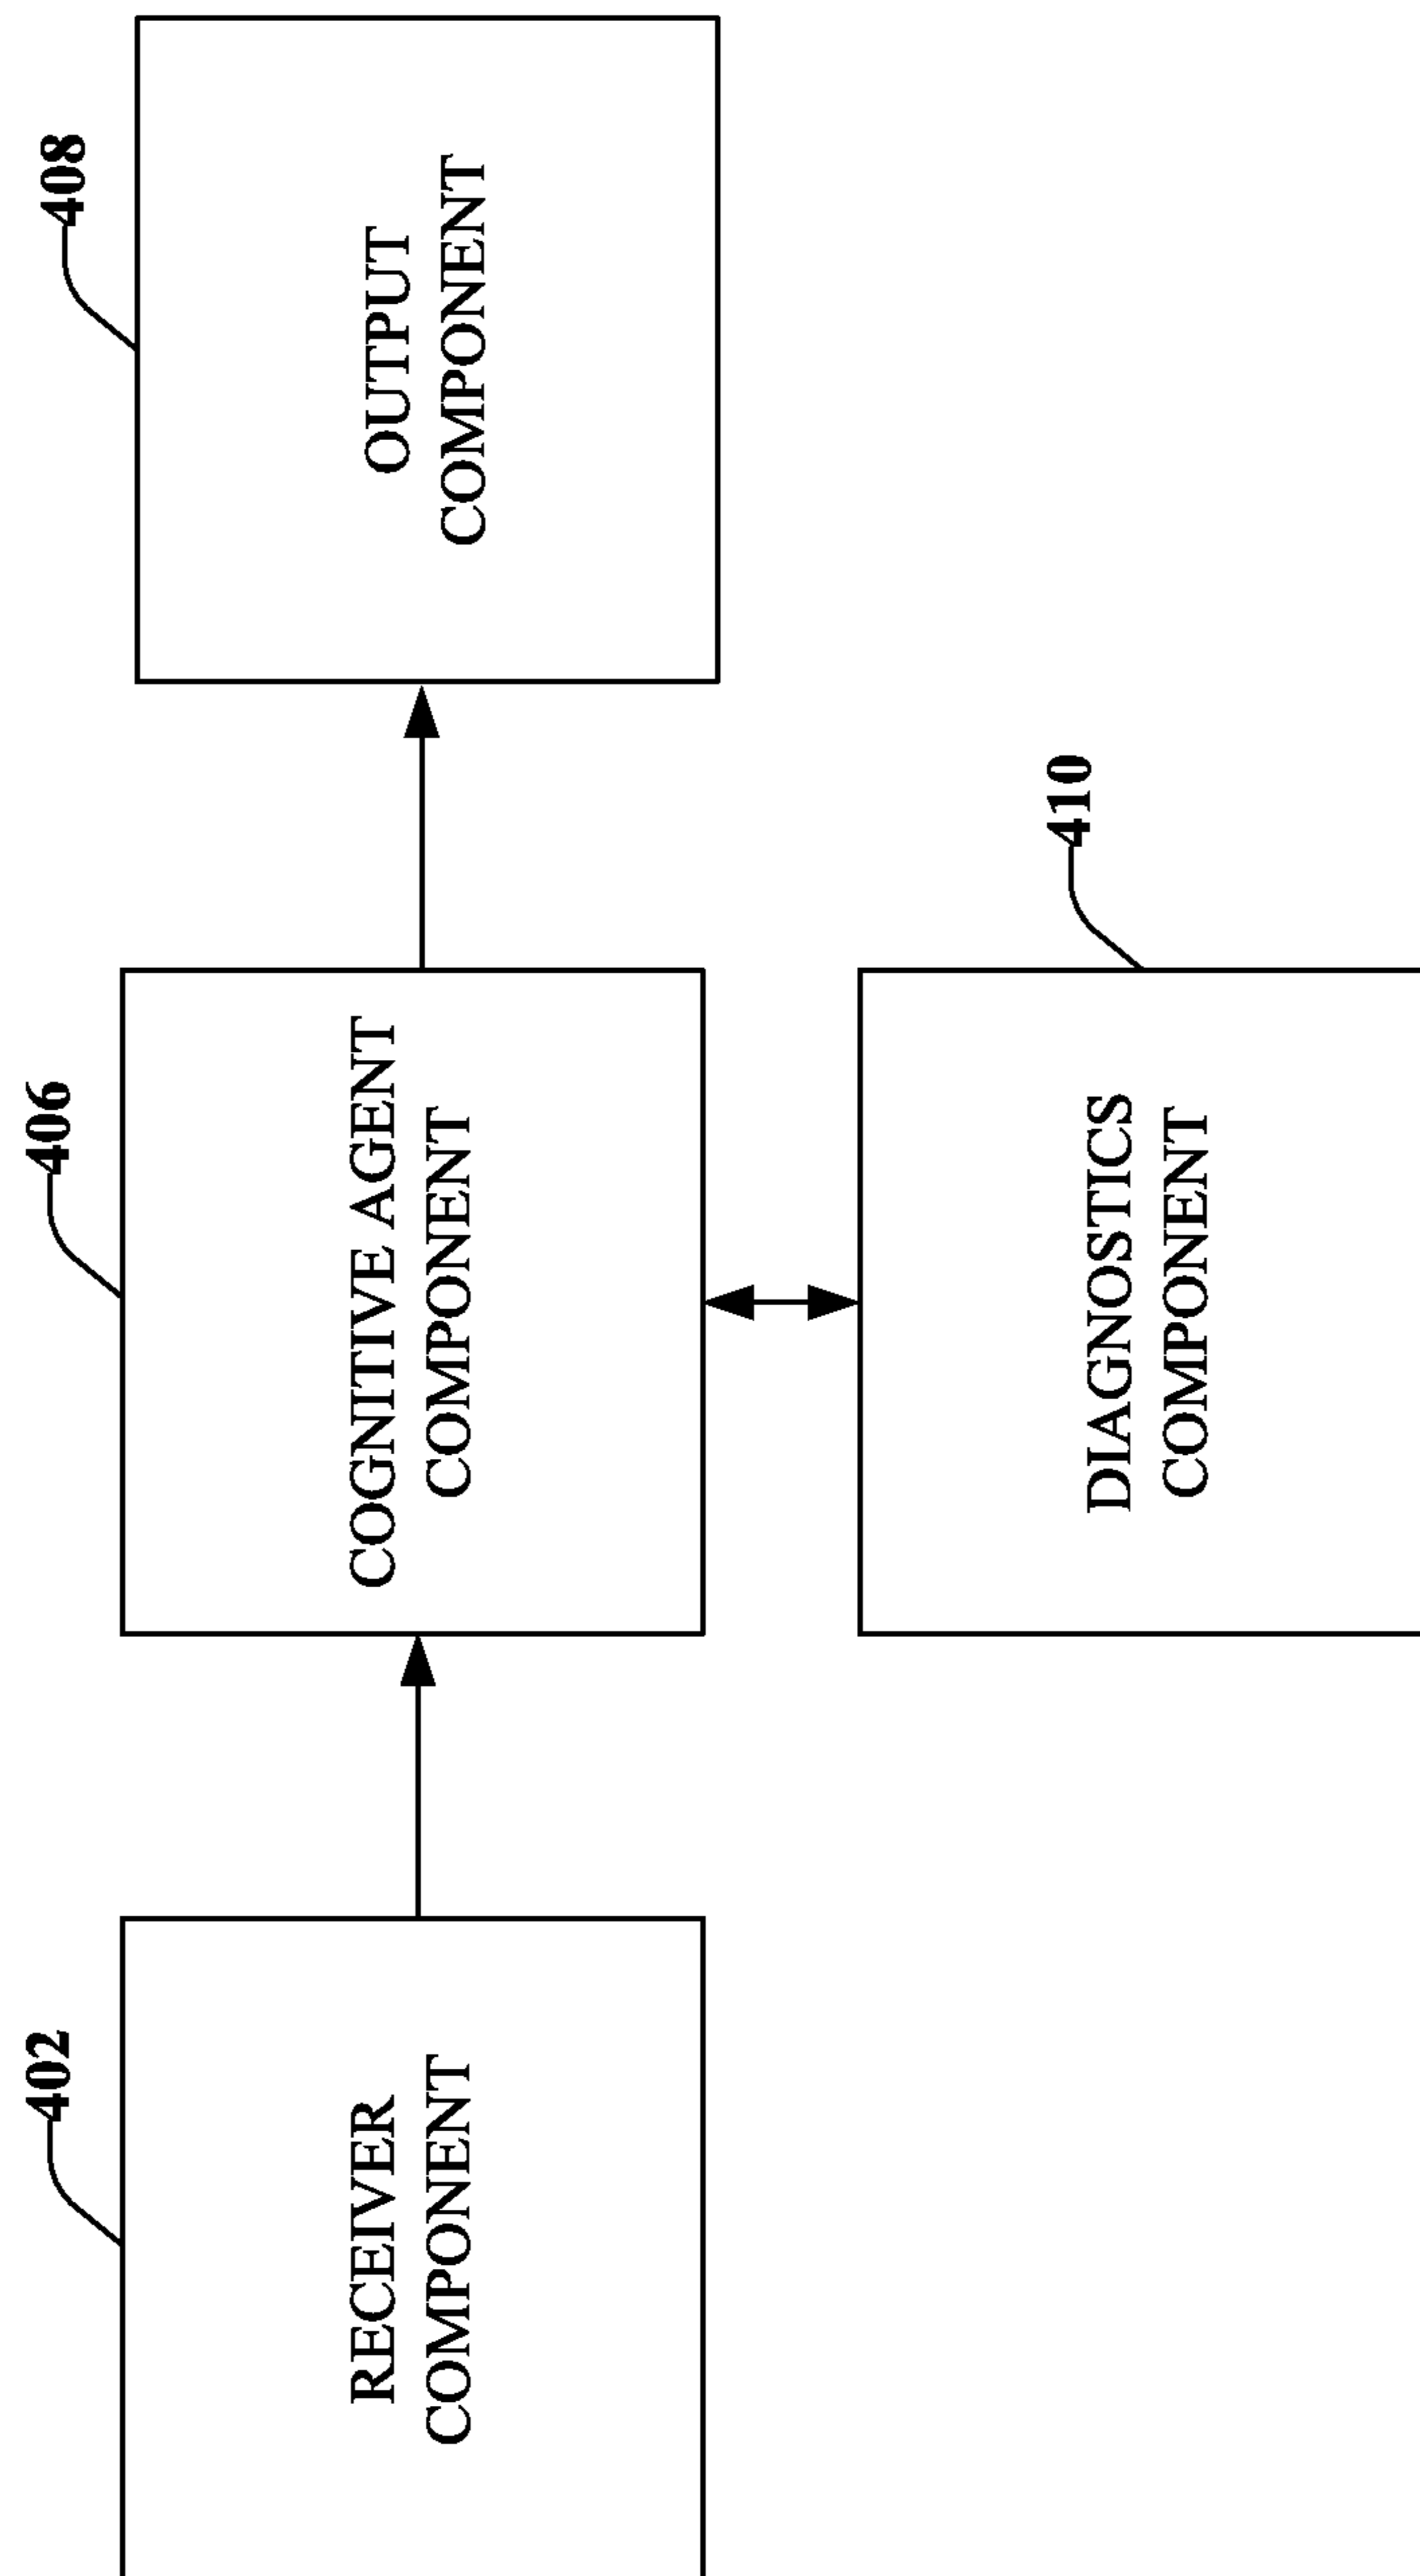 402
RECEIVER
COMPONENT
406
COGNITIVE AGENT
COMPONENT
408
OUTPUT
COMPONENT
410
DIAGNOSTICS
COMPONENT